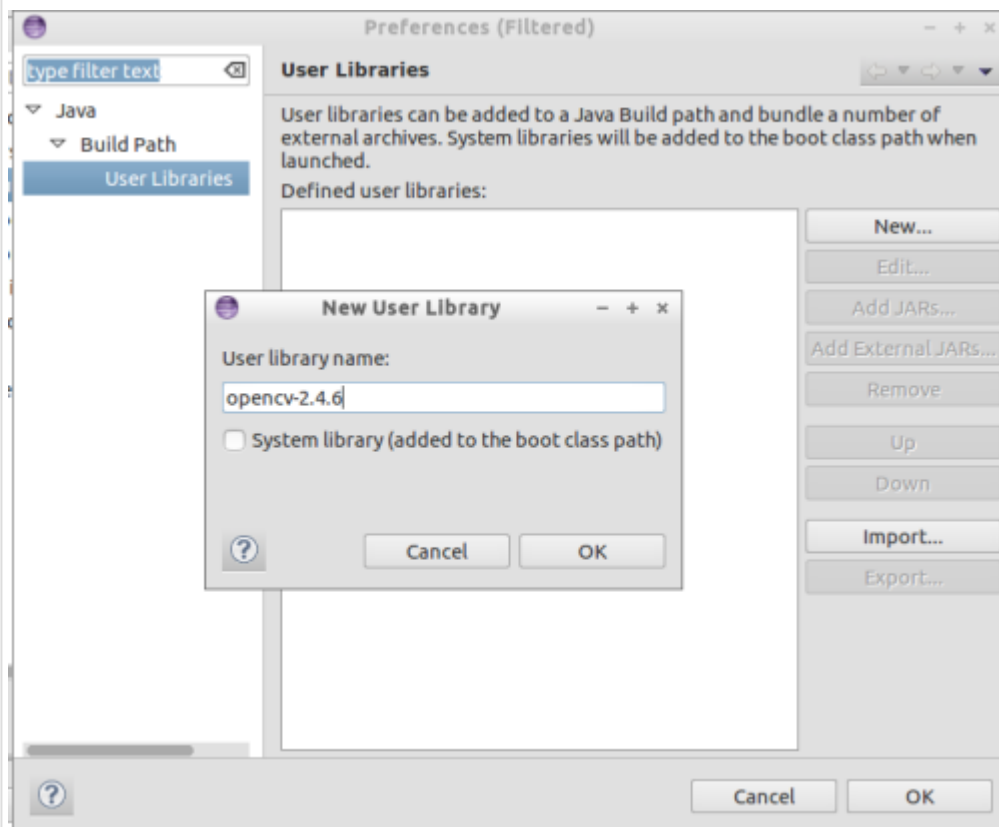 Preferences (Filtered)
type filter text
Java
Build Path
User Libraries
User Libraries
User libraries can be added to a Java Build path and bundle a number of
external archives. System libraries will be added to the boot class path when
launched.
Defined user libraries:
New...
Edit...
Add JARs...
Add External JARs...
Remove
Up
Down
Import...
Export...
New User Library
User library name:
opencv-2.4.6
System library (added to the boot class path)
Cancel
OK
Cancel
OK